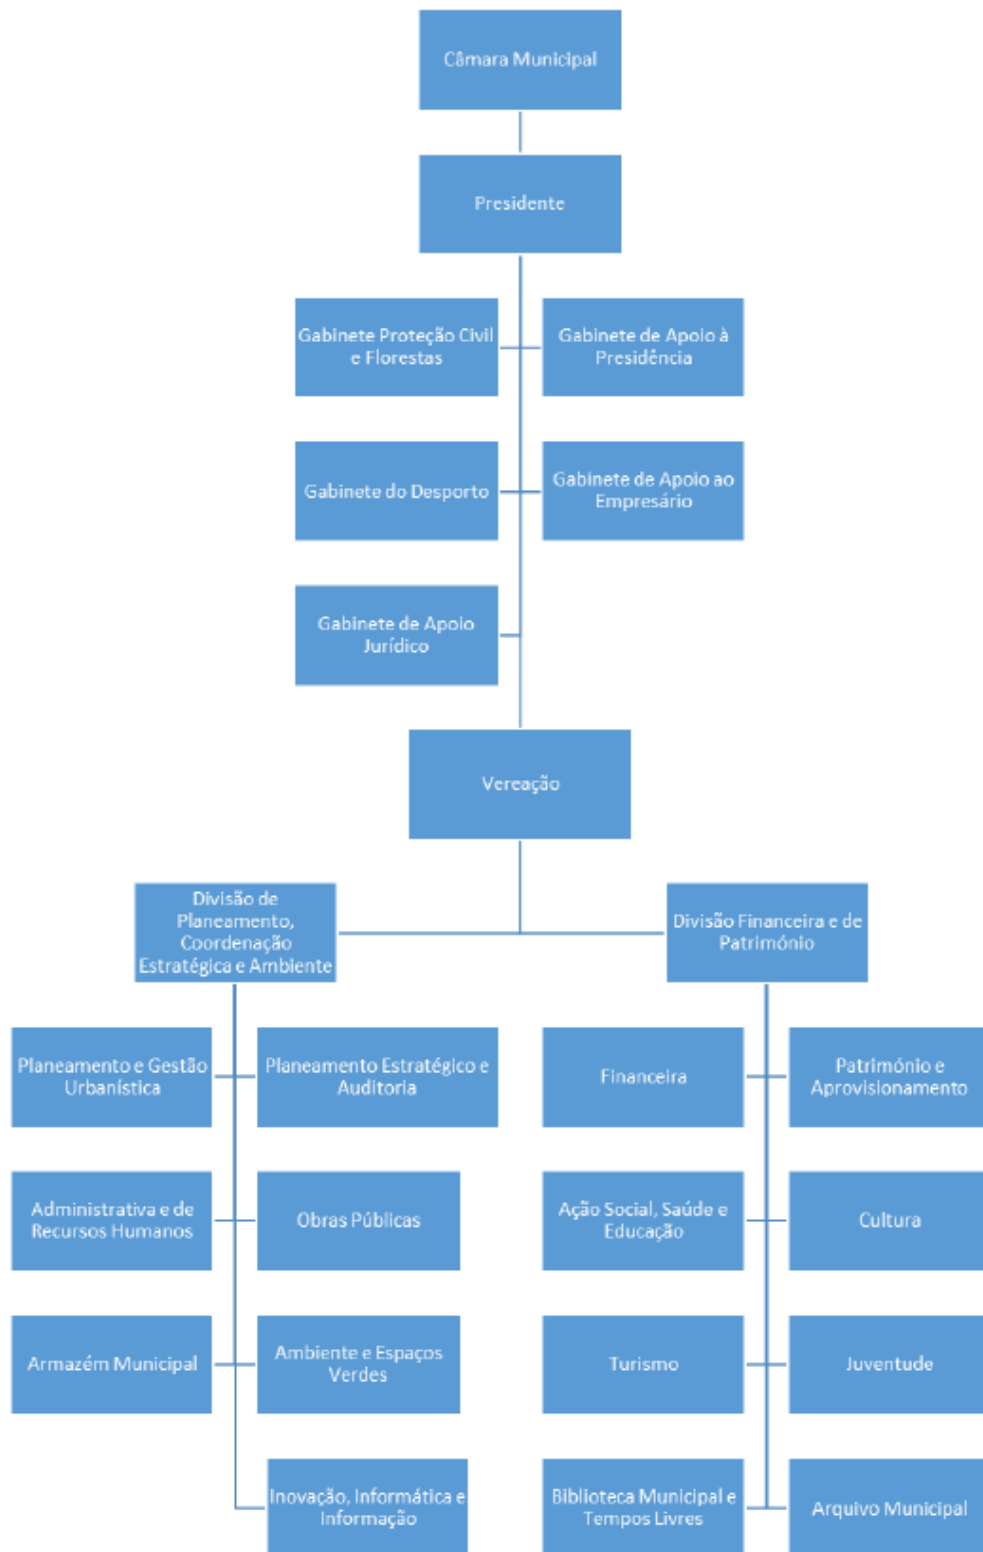 Câmara Municipal
Presidente
Gabinete Proteção Civil
e Florestas
Gabinete de Apoio à
Presidência
Gabinete do Desporto
Gabinete de Apoio ao
Empresário
Gabinete de Apoio
Jurídico
Vereação
Divisão de
Planeamento,
Coordenação
Estratégica e Ambiente
Divisão Financeira e de
Património
Planeamento e Gestão
Urbanística
Planeamento Estratégico e
Auditoria
Financeira
Património e
Aprovisionamento
Administrativa e de
Recursos Humanos
Obras Públicas
Ação Social, Saúde e
Educação
Cultura
Armazém Municipal
Ambiente e Espaços
Verdes
Turismo
Juventude
Inovação, Informática e
Informação
Biblioteca Municipal e
Tempos Livres
Arquivo Municipal